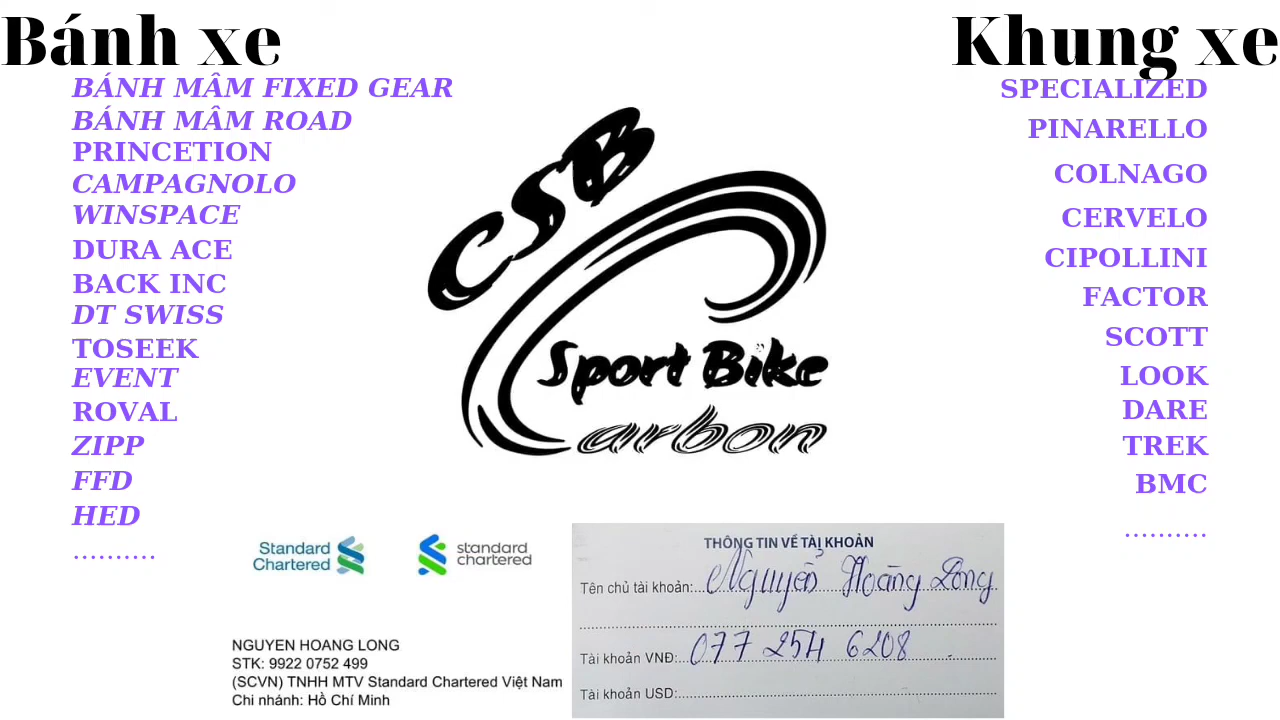 Bánh xe
BÁNH MÂM FIXED GEAR
BÁNH MÂM ROAD
PRINCETION
CAMPAGNOLO
WINSPACE
DURA ACE
BACK INC
DT SWISS
TOSEEK
EVENT
ROVAL
ZIPP
FFD
HED
..........
CSB
Sport Bike
Carbon
Khung xe
SPECIALIZED
PINARELLO
COLNAGO
CERVELO
CIPOLLINI
FACTOR
SCOTT
LOOK
DARE
TREK
BMC
..........
Standard
Chartered
standard
chartered
NGUYEN HOANG LONG
STK: 9922 0752 499
(SCVN) TNHH MTV Standard Chartered Việt Nam
Chi nhánh: Hồ Chí Minh
THÔNG TIN VỀ TÀI KHOẢN
Tên chủ tài khoản: Nguyễn Hoàng Long
Tài khoản VNĐ: 077 254 6208
Tài khoản USD: